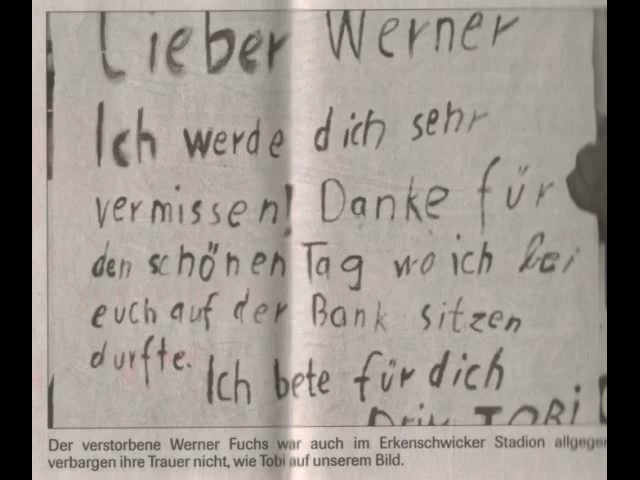 Lieber Werner
Ich werde dich sehr
vermissen! Danke für
den schönen Tag wo ich bei
euch auf der Bank sitzen
durfte. Ich bete für dich
Dein TOBI
Der verstorbene Werner Fuchs war auch im Erkenschwicker Stadion
verbargen ihre Trauer nicht, wie Tobi auf unserem Bild.